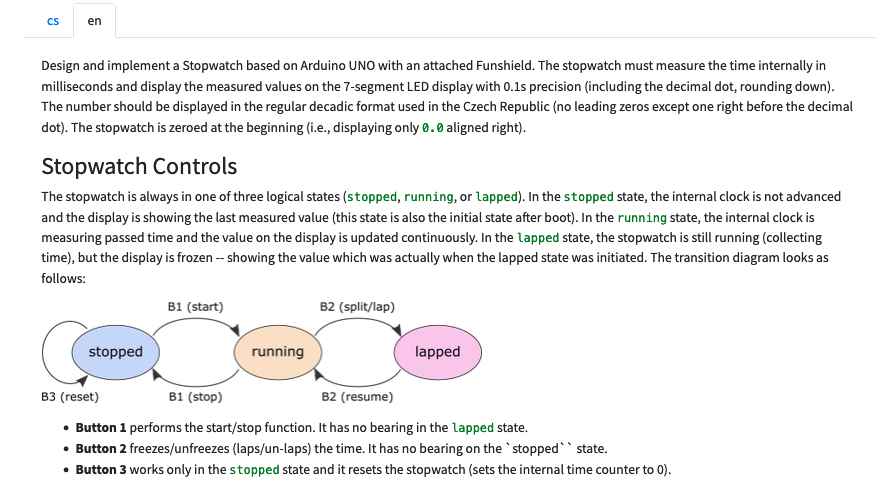 cs en
Design and implement a Stopwatch based on Arduino UNO with an attached Funshield. The stopwatch must measure the time internally in
milliseconds and display the measured values on the 7-segment LED display with 0.1s precision (including the decimal dot, rounding down).
The number should be displayed in the regular decadic format used in the Czech Republic (no leading zeros except one right before the decimal
dot). The stopwatch is zeroed at the beginning (i.e., displaying only 0.0 aligned right).
Stopwatch Controls
The stopwatch is always in one of three logical states (stopped, running, or lapped). In the stopped state, the internal clock is not advanced
and the display is showing the last measured value (this state is also the initial state after boot). In the running state, the internal clock is
measuring passed time and the value on the display is updated continuously. In the lapped state, the stopwatch is still running (collecting
time), but the display is frozen -- showing the value which was actually when the lapped state was initiated. The transition diagram looks as
follows:
B1 (start) B2 (split/lap)
stopped running lapped
B3 (reset) B1 (stop) B2 (resume)
• Button 1 performs the start/stop function. It has no bearing in the lapped state.
• Button 2 freezes/unfreezes (laps/un-laps) the time. It has no bearing on the `stopped`` state.
• Button 3 works only in the stopped state and it resets the stopwatch (sets the internal time counter to 0).